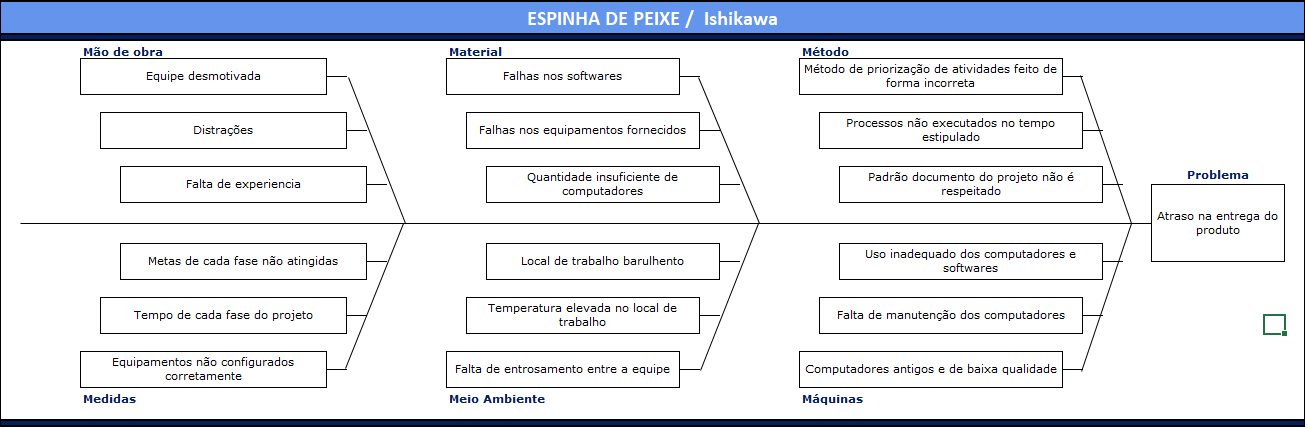 ESPINHA DE PEIXE /  Ishikawa
Mão de obra
Equipe desmotivada
Distrações
Falta de experiencia
Material
Falhas nos softwares
Falhas nos equipamentos fornecidos
Quantidade insuficiente de
computadores
Método
Método de priorização de atividades feito de
forma incorreta
Processos não executados no tempo
estipulado
Padrão documento do projeto não é
respeitado
Problema
Atraso na entrega do
produto
Metas de cada fase não atingidas
Tempo de cada fase do projeto
Equipamentos não configurados
corretamente
Medidas
Local de trabalho barulhento
Temperatura elevada no local de
trabalho
Falta de entrosamento entre a equipe
Meio Ambiente
Uso inadequado dos computadores e
softwares
Falta de manutenção dos computadores
Computadores antigos e de baixa qualidade
Máquinas